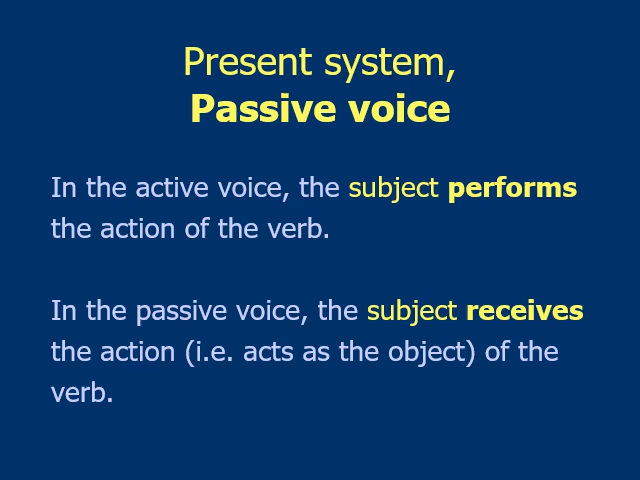 Present system,
Passive voice
In the active voice, the subject performs
the action of the verb.
In the passive voice, the subject receives
the action (i.e. acts as the object) of the
verb.